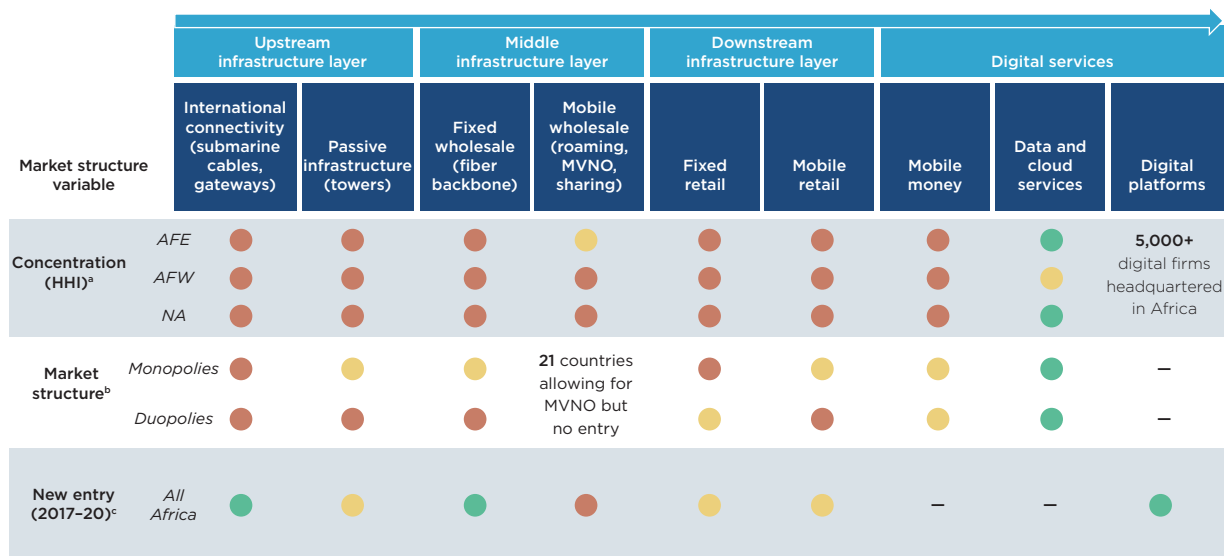 Upstream
infrastructure layer
Middle
infrastructure layer
Downstream
infrastructure layer
Digital services
Market structure
variable
International
connectivity
(submarine
cables,
gateways)
Passive
infrastructure
(towers)
Fixed
wholesale
(fiber
backbone)
Mobile
wholesale
(roaming,
MVNO,
sharing)
Fixed
retail
Mobile
retail
Mobile
money
Data and
cloud
services
Digital
platforms
Concentration
(HHI)ᵃ
AFE
AFW
NA
5,000+
digital firms
headquartered
in Africa
Market
structureᵇ
Monopolies
Duopolies
21 countries
allowing for
MVNO but
no entry
–
–
New entry
(2017–20)ᶜ
All
Africa
–
–